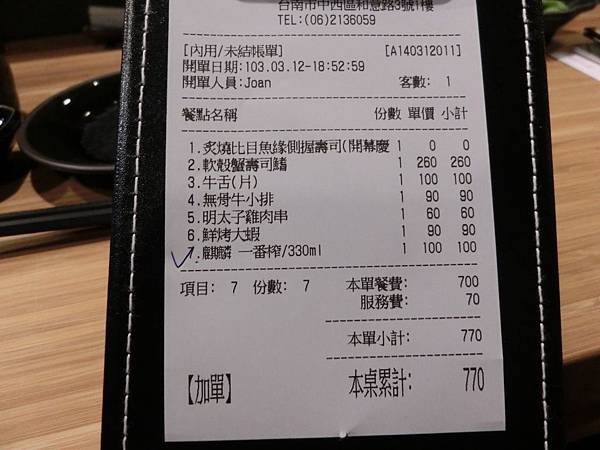 台南市中西區和意路3號1樓
TEL:(06)2136059
[內用/未結帳單] [A140312011]
開單日期:103.03.12-18:52:59
開單人員:Joan 客數: 1
餐點名稱 份數 單價 小計
1.炙燒比目魚緣側握壽司(開幕慶 1 0 0
2.軟殼蟹壽司鰭 1 260 260
3.牛舌(片) 1 100 100
4.無骨牛小排 1 90 90
5.明太子雞肉串 1 60 60
6.鮮烤大蝦 1 90 90
7.麒麟 一番搾/330ml 1 100 100
項目: 7 份數: 7 本單餐費: 700
服務費: 70
本單小計: 770
【加單】 本桌累計: 770